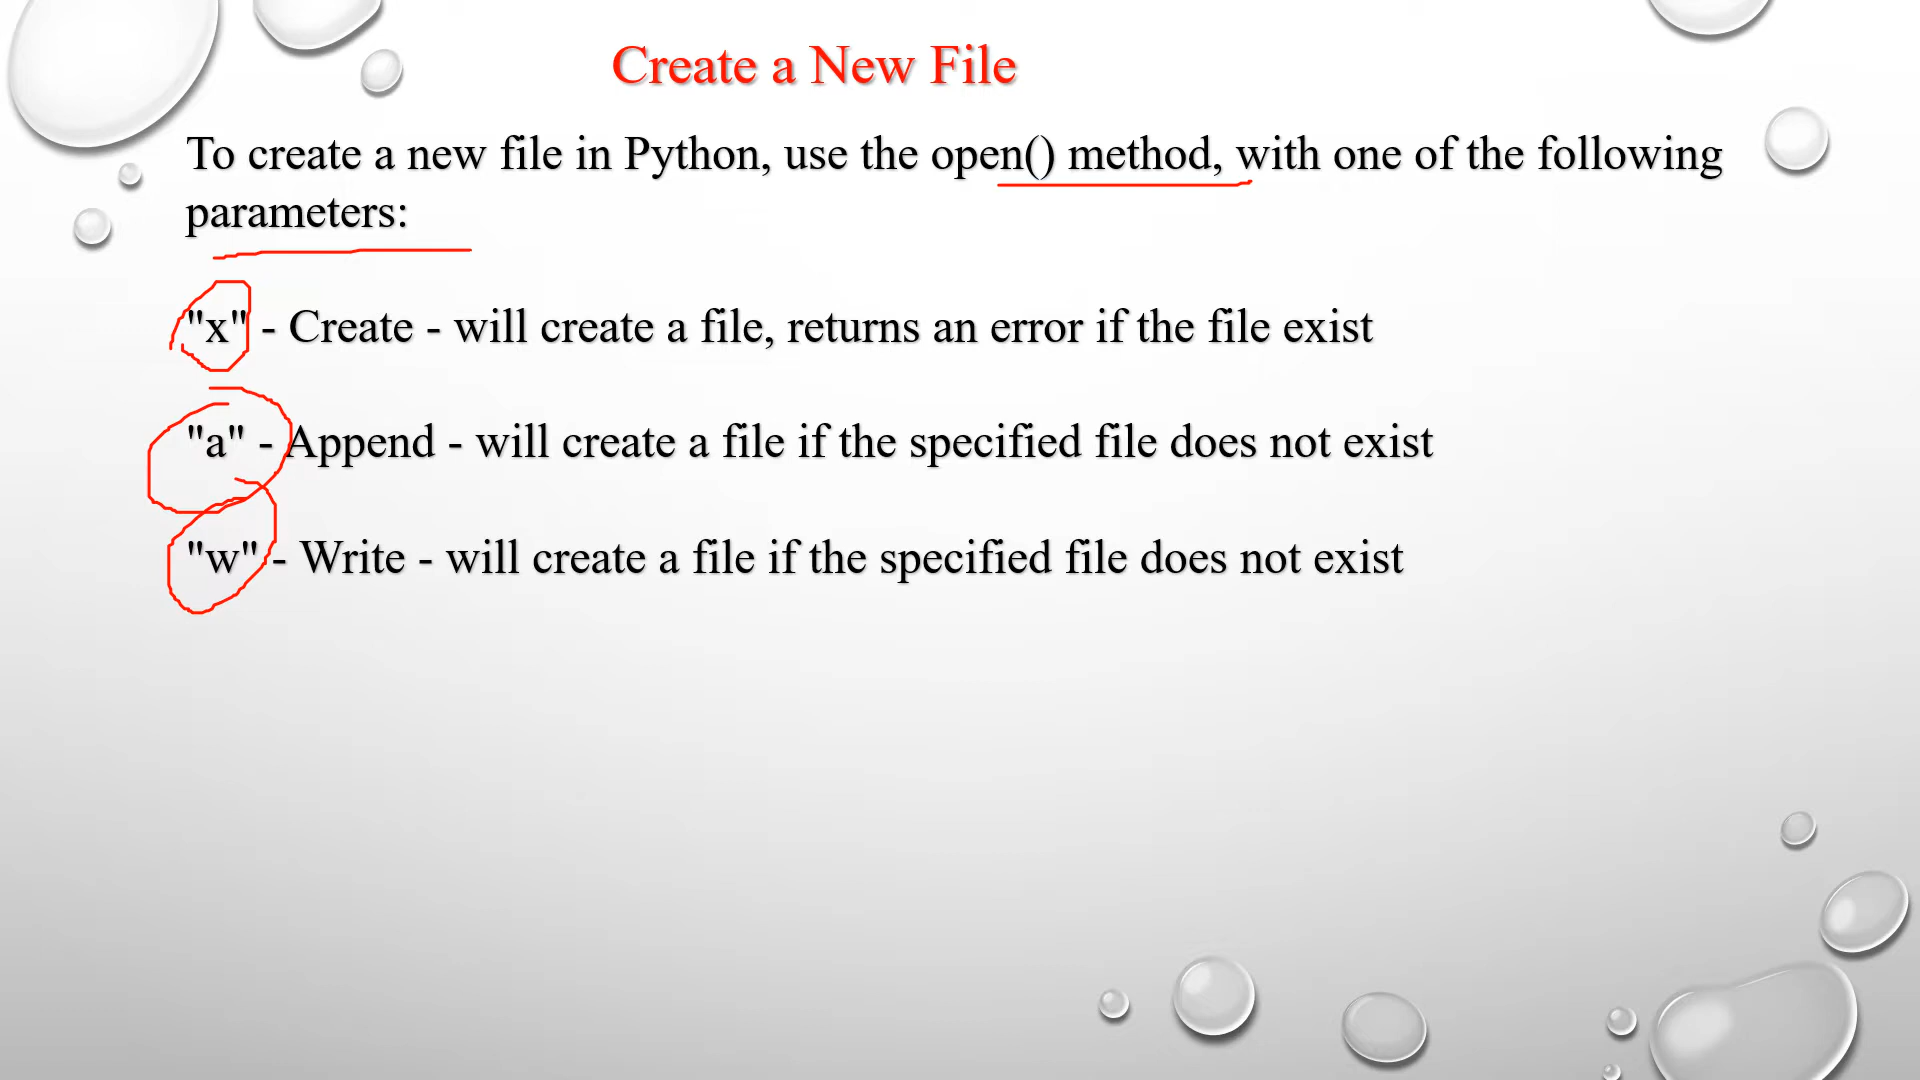 Create a New File
To create a new file in Python, use the open() method, with one of the following
parameters:
"x" - Create - will create a file, returns an error if the file exist
"a" - Append - will create a file if the specified file does not exist
"w" - Write - will create a file if the specified file does not exist